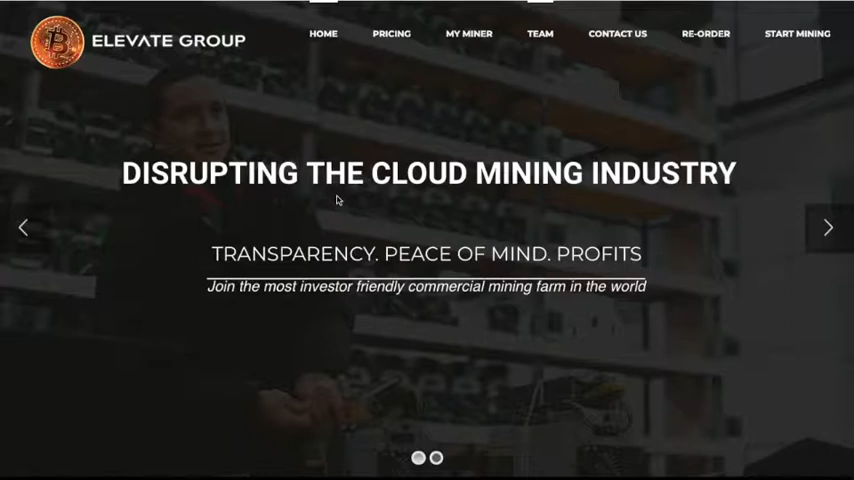 ELEVATE GROUP
HOME PRICING MY MINER TEAM CONTACT US RE-ORDER START MINING
DISRUPTING THE CLOUD MINING INDUSTRY
TRANSPARENCY. PEACE OF MIND. PROFITS
Join the most investor friendly commercial mining farm in the world